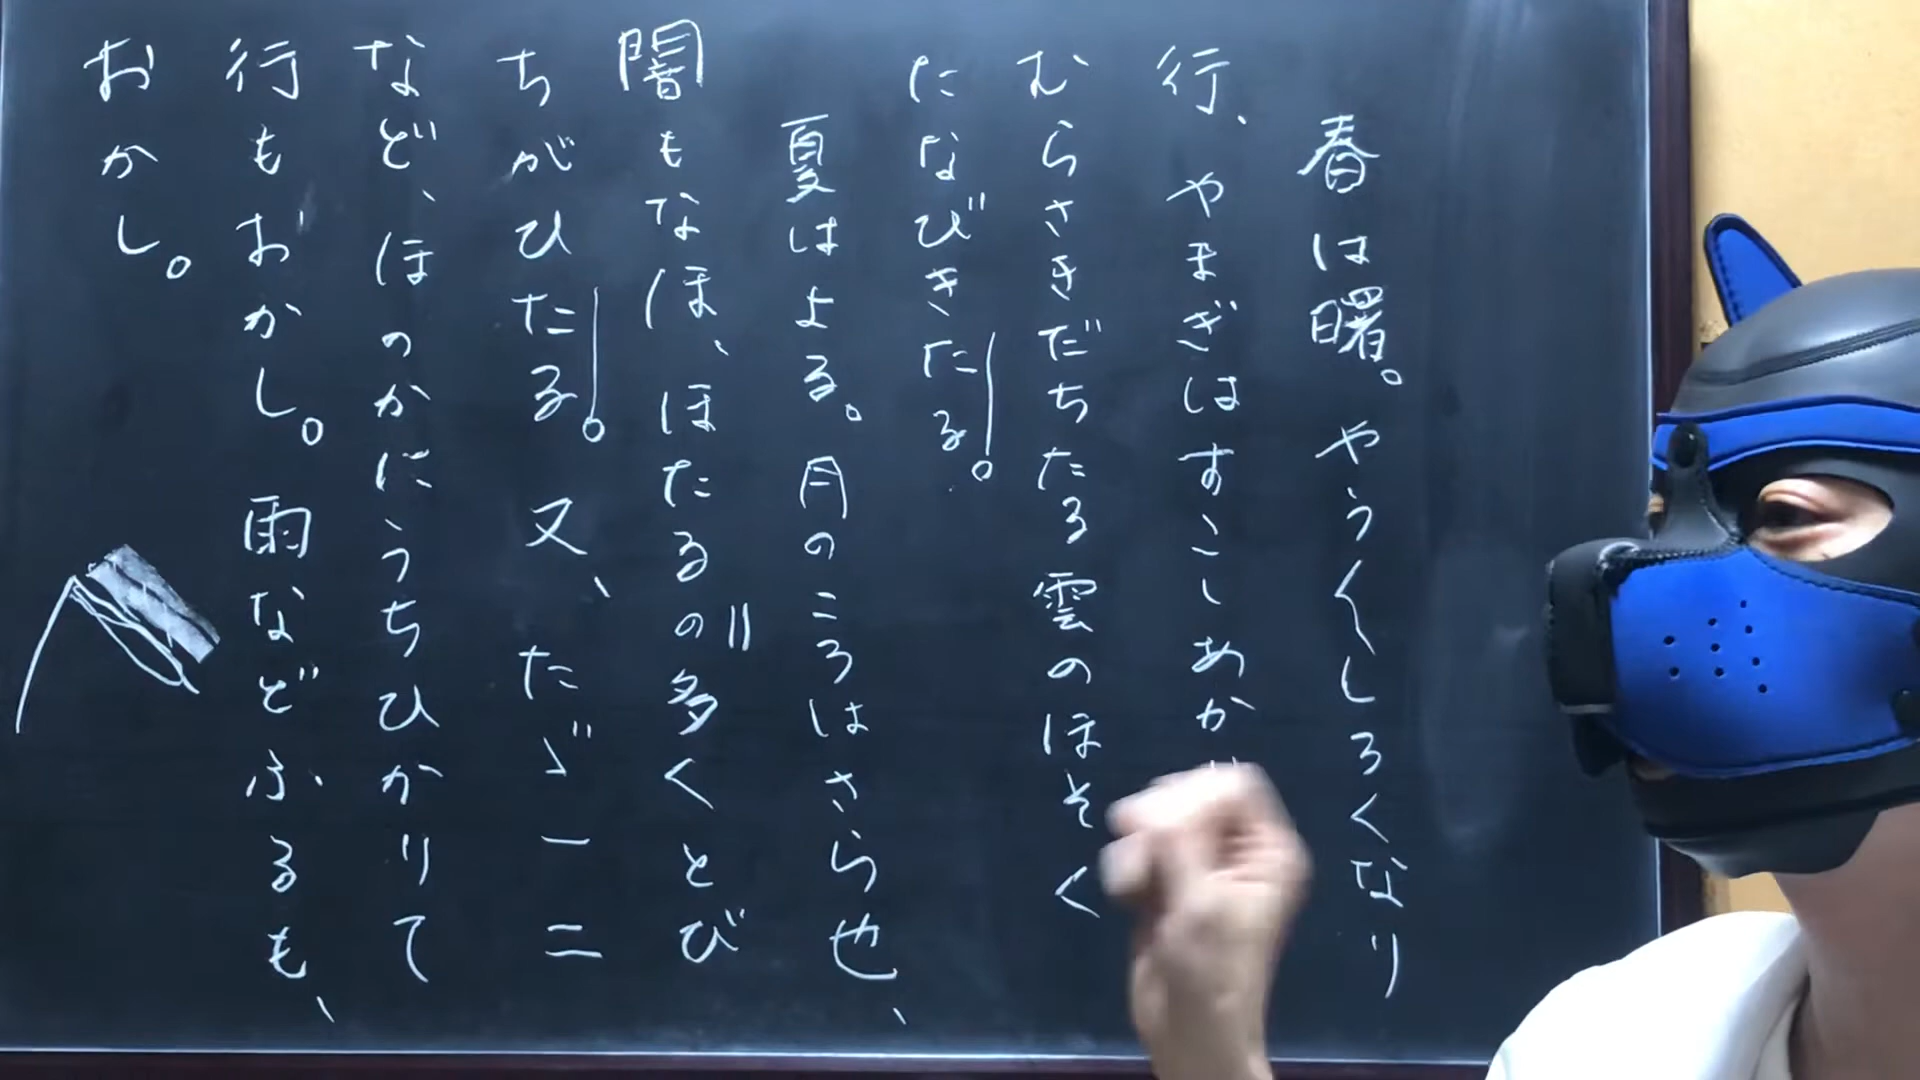 春は曙。やう〱しろくなり
行、やまぎはすこしあか
むらさきだちたる雲のほそく
たなびきたる。
夏はよる。月のころはさら也、
闇もなほ、ほたるの多くとび
ちがひたる。又、たゞ一二
など、ほのかにうちひかりて
行もおかし。雨などふるも、
おかし。